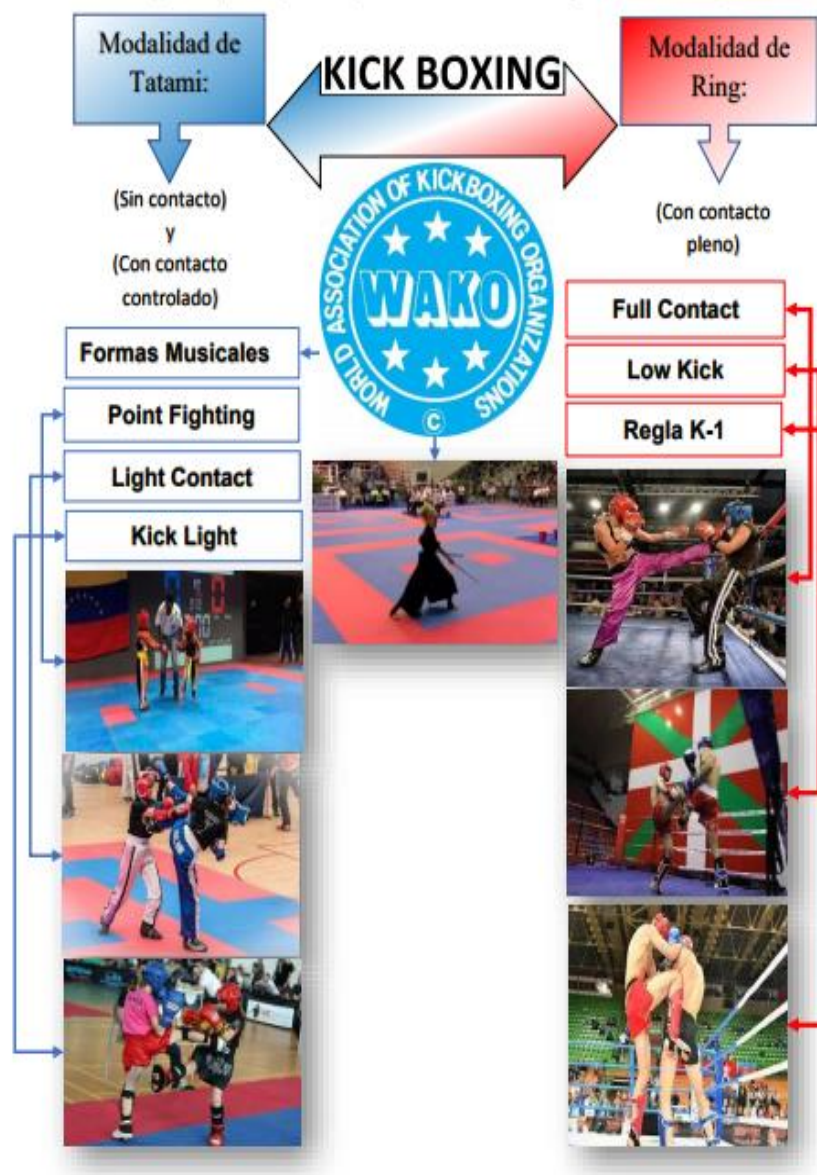 Modalidad de
Tatami:
KICK BOXING
Modalidad de
Ring:
(Sin contacto)
y
(Con contacto
controlado)
(Con contacto
pleno)
WORLD ASSOCIATION OF KICKBOXING ORGANIZATIONS
WAKO
©
Formas Musicales
Point Fighting
Light Contact
Kick Light
Full Contact
Low Kick
Regla K-1